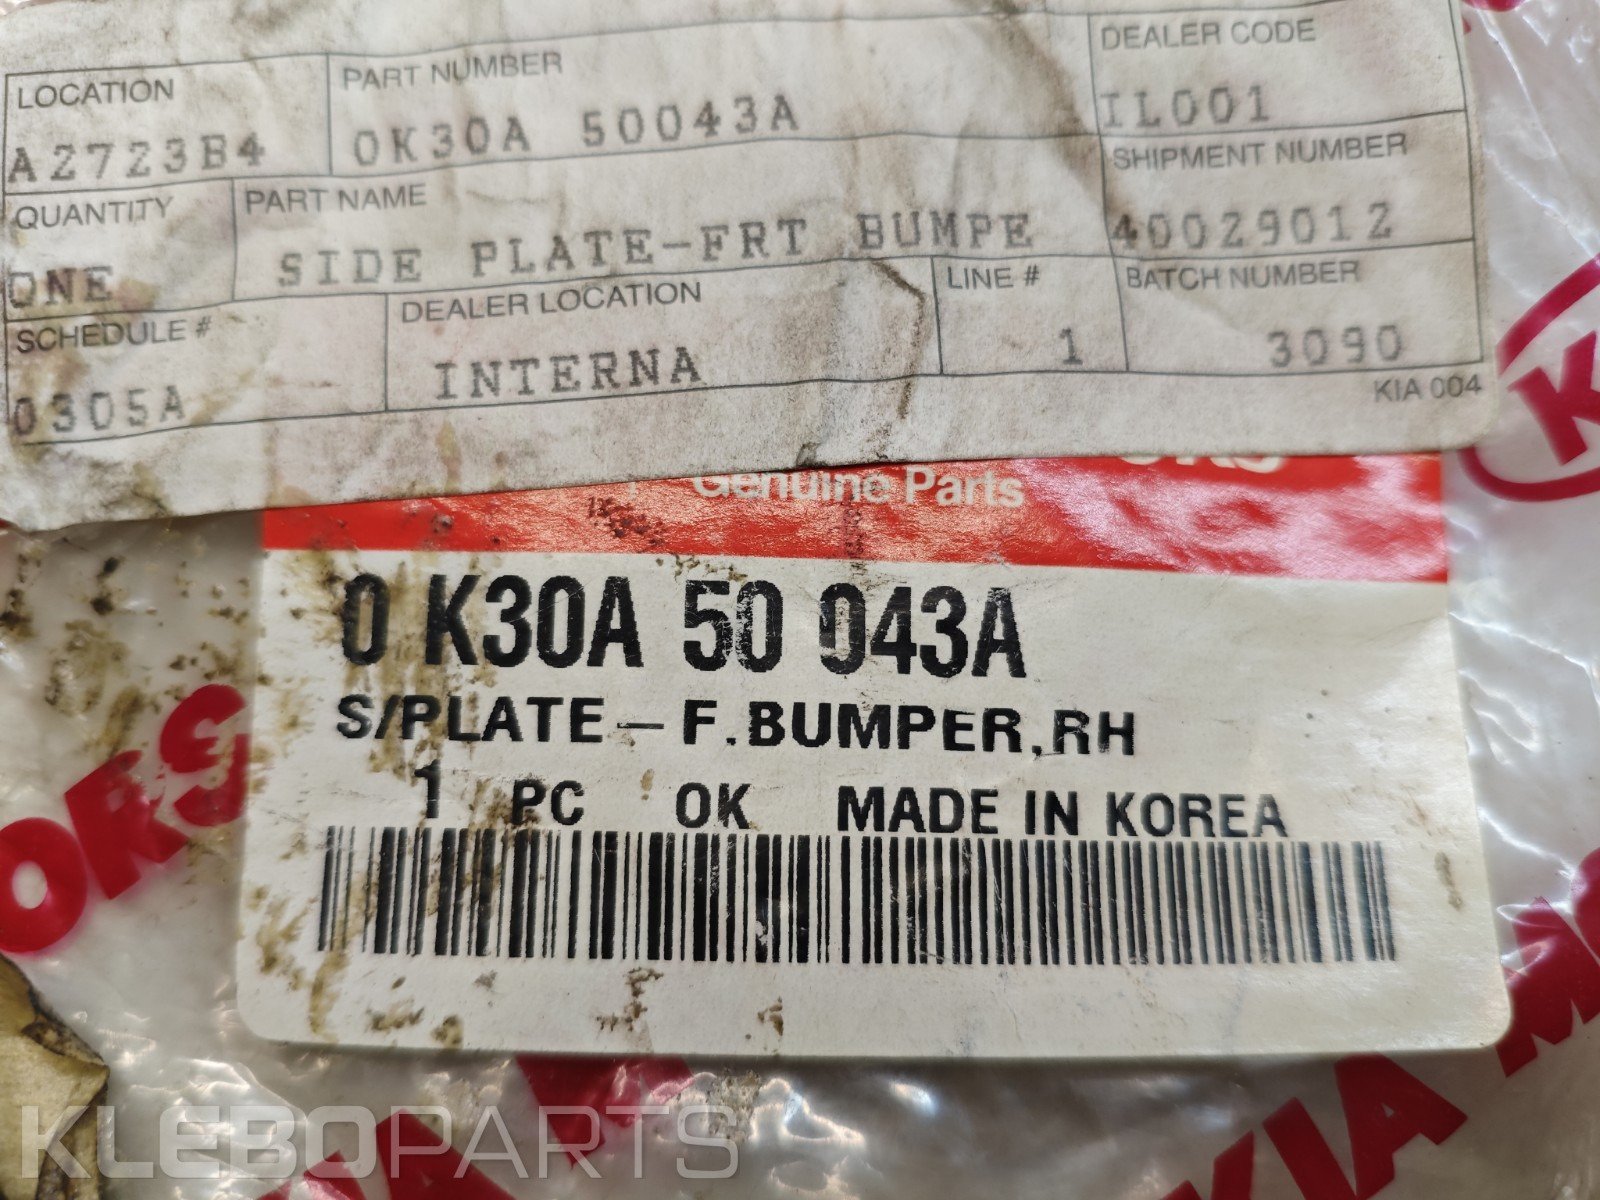 LOCATION PART NUMBER DEALER CODE
AZ723B4 0K30A 50043A IL001
QUANTITY PART NAME SHIPMENT NUMBER
ONE SIDE PLATE-FRT BUMPE 40029012
SCHEDULE # DEALER LOCATION LINE # BATCH NUMBER
0305A INTERNA 1 3090
KIA 004
Genuine Parts
0 K30A 50 043A
S/PLATE-F.BUMPER,RH
1 PC OK MADE IN KOREA
KIA M
KLEBOPARTS